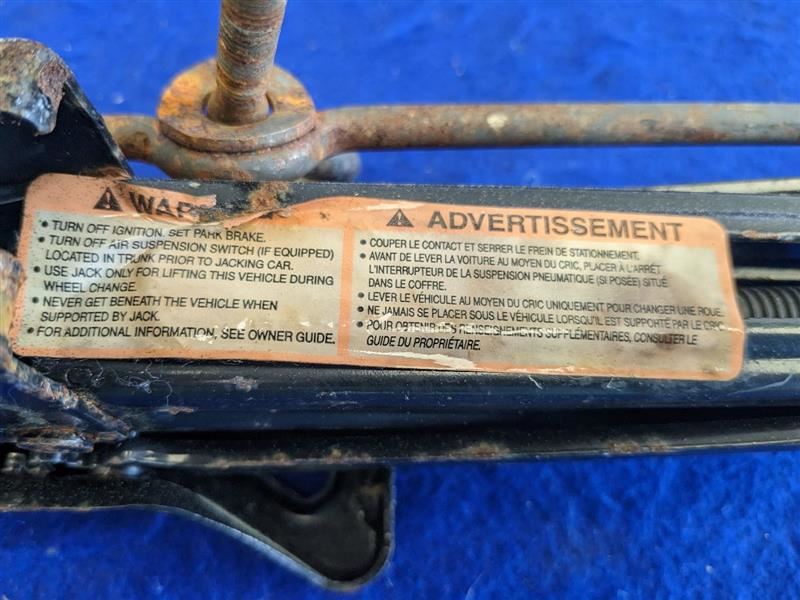 WAR
• TURN OFF IGNITION. SET PARK BRAKE.
• TURN OFF AIR SUSPENSION SWITCH (IF EQUIPPED)
LOCATED IN TRUNK PRIOR TO JACKING CAR.
• USE JACK ONLY FOR LIFTING THIS VEHICLE DURING
WHEEL CHANGE.
• NEVER GET BENEATH THE VEHICLE WHEN
SUPPORTED BY JACK.
• FOR ADDITIONAL INFORMATION, SEE OWNER GUIDE.
ADVERTISSEMENT
• COUPER LE CONTACT ET SERRER LE FREIN DE STATIONNEMENT.
• AVANT DE LEVER LA VOITURE AU MOYEN DU CRIC, PLACER À L'ARRÊT
L'INTERRUPTEUR DE LA SUSPENSION PNEUMATIQUE (SI POSÉE) SITUÉ
DANS LE COFFRE.
• LEVER LE VÉHICULE AU MOYEN DU CRIC UNIQUEMENT POUR CHANGER UNE ROUE.
• NE JAMAIS SE PLACER SOUS LE VÉHICULE LORSQU'IL EST SUPPORTÉ PAR LE CRIC.
• POUR OBTENIR DES RENSEIGNEMENTS SUPPLÉMENTAIRES, CONSULTER LE
GUIDE DU PROPRIÉTAIRE.